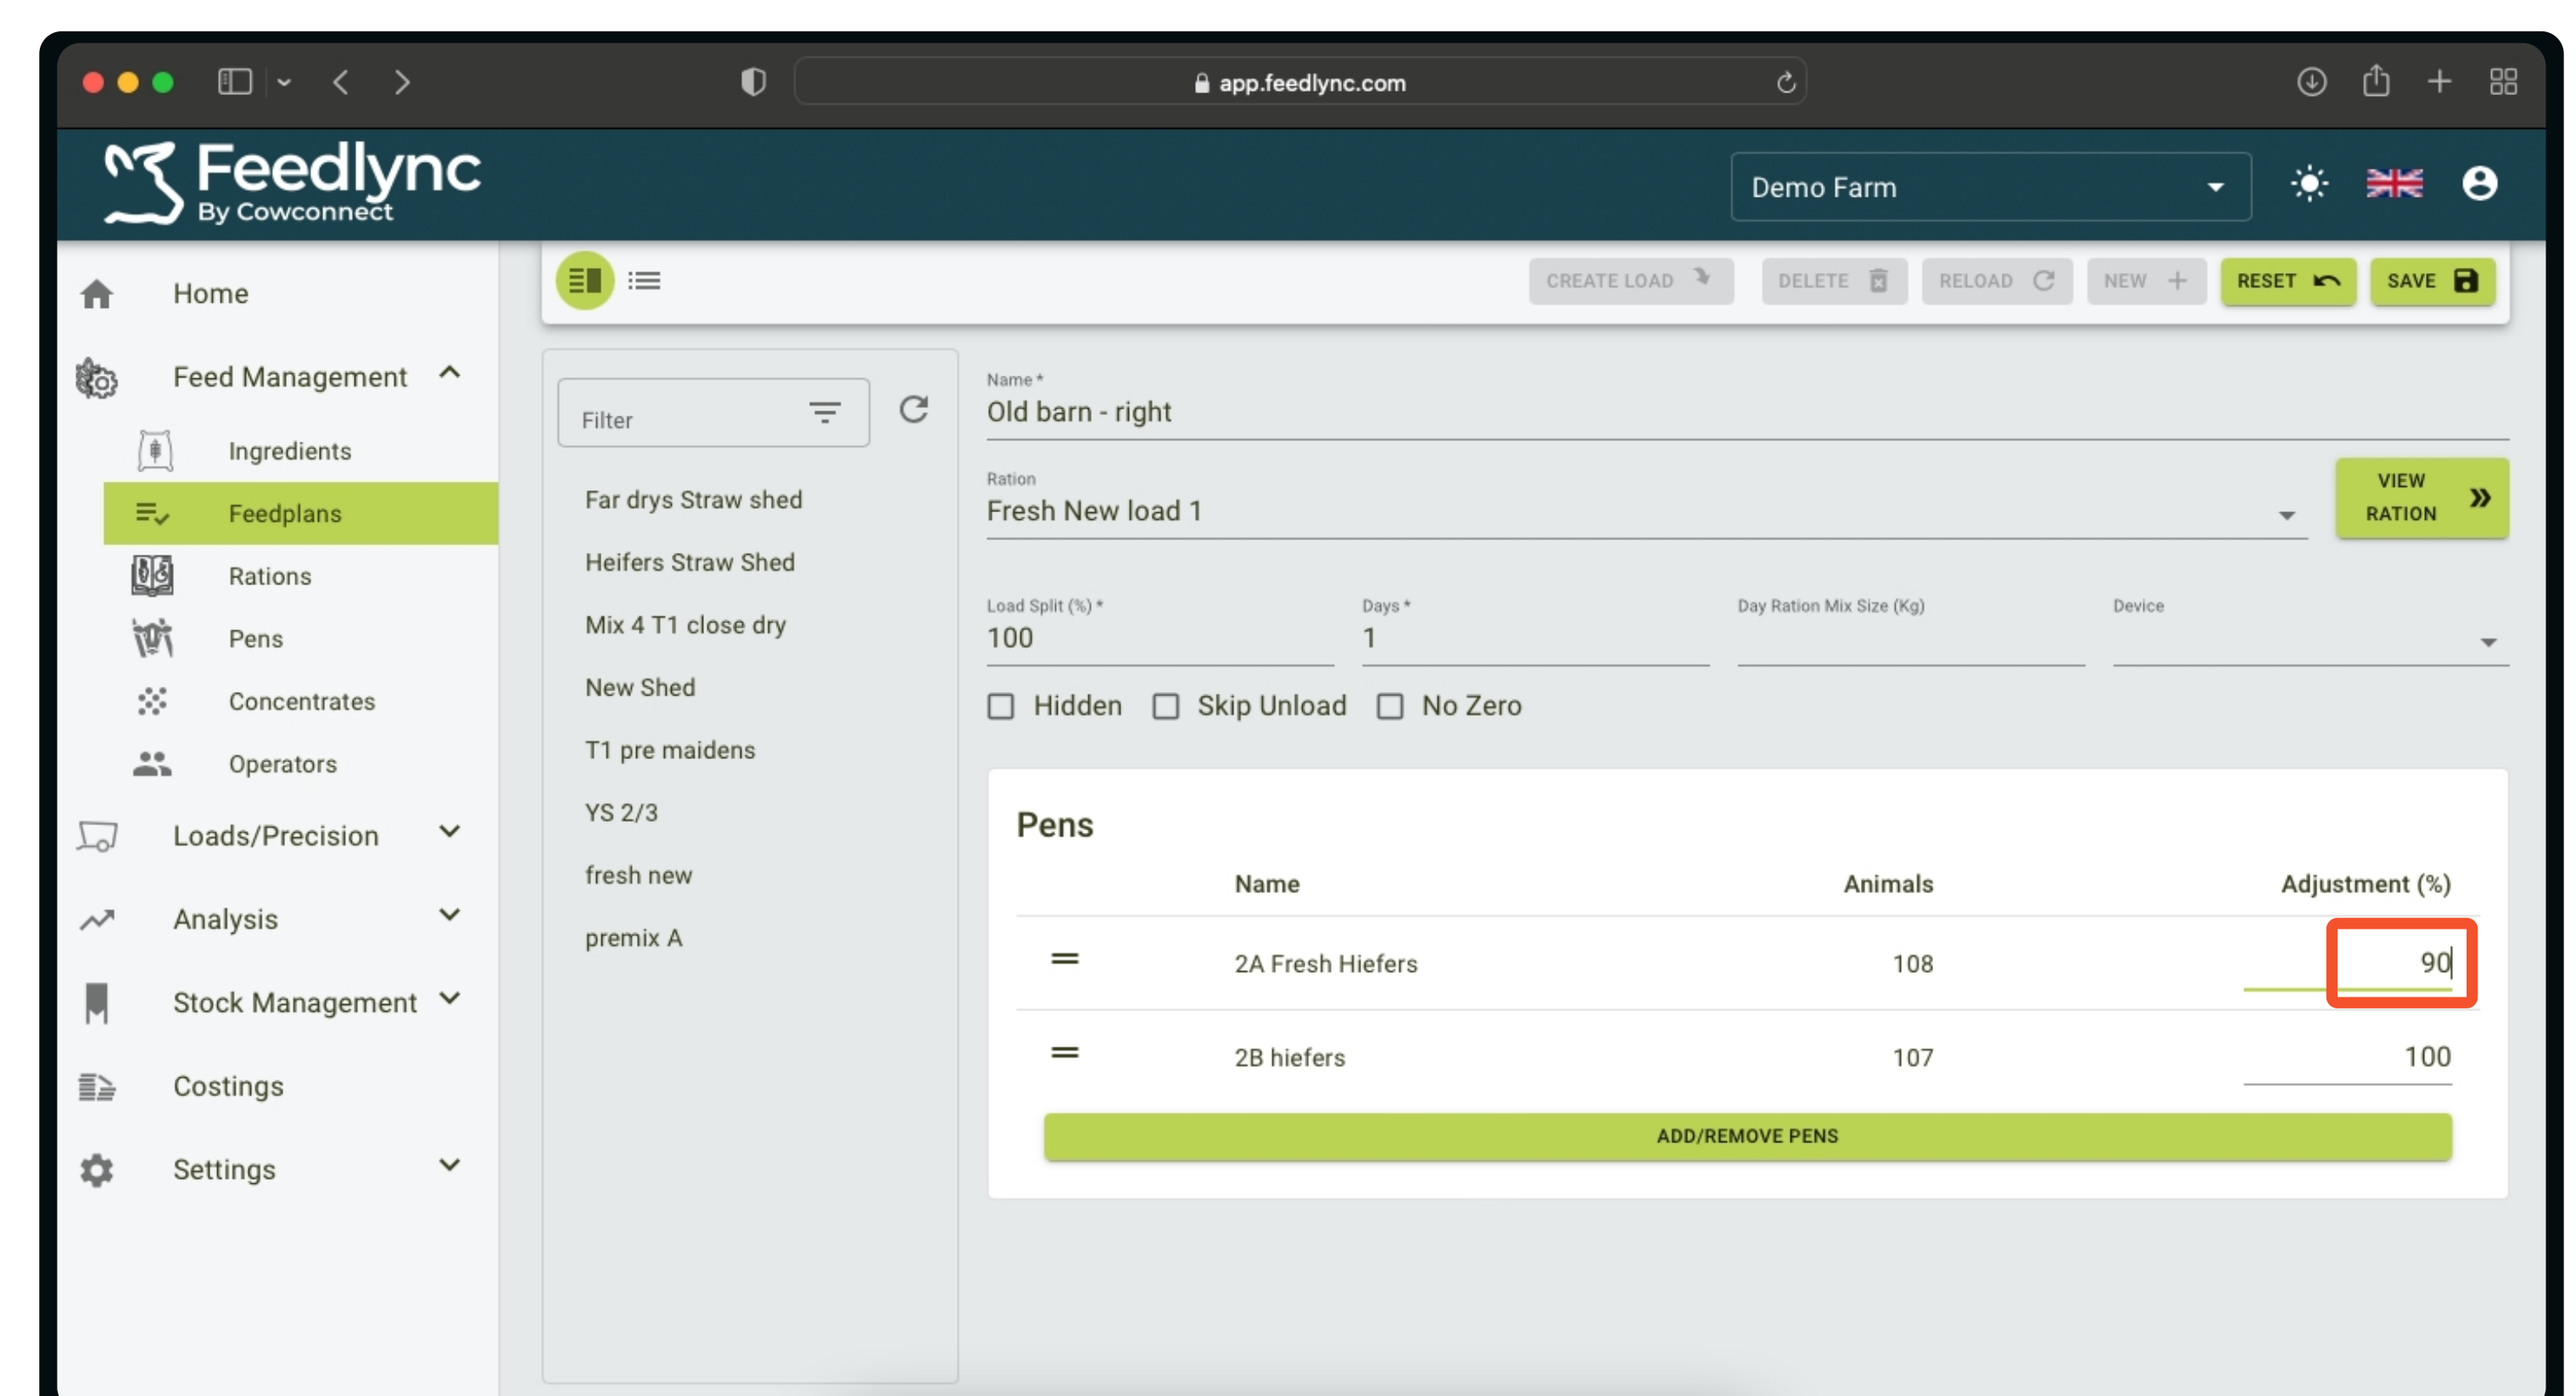 app.feedlync.com
Feedlync
By Cowconnect
Demo Farm
Home
Feed Management
Ingredients
Feedplans
Rations
Pens
Concentrates
Operators
Loads/Precision
Analysis
Stock Management
Costings
Settings
CREATE LOAD
DELETE
RELOAD
NEW
RESET
SAVE
Filter
Far drys Straw shed
Heifers Straw Shed
Mix 4 T1 close dry
New Shed
T1 pre maidens
YS 2/3
fresh new
premix A
Name *
Old barn - right
Ration
Fresh New load 1
VIEW
RATION
Load Split (%) * Days * Day Ration Mix Size (Kg) Device
100 1
Hidden Skip Unload No Zero
Pens
Name Animals Adjustment (%)
2A Fresh Hiefers 108 90
2B hiefers 107 100
ADD/REMOVE PENS